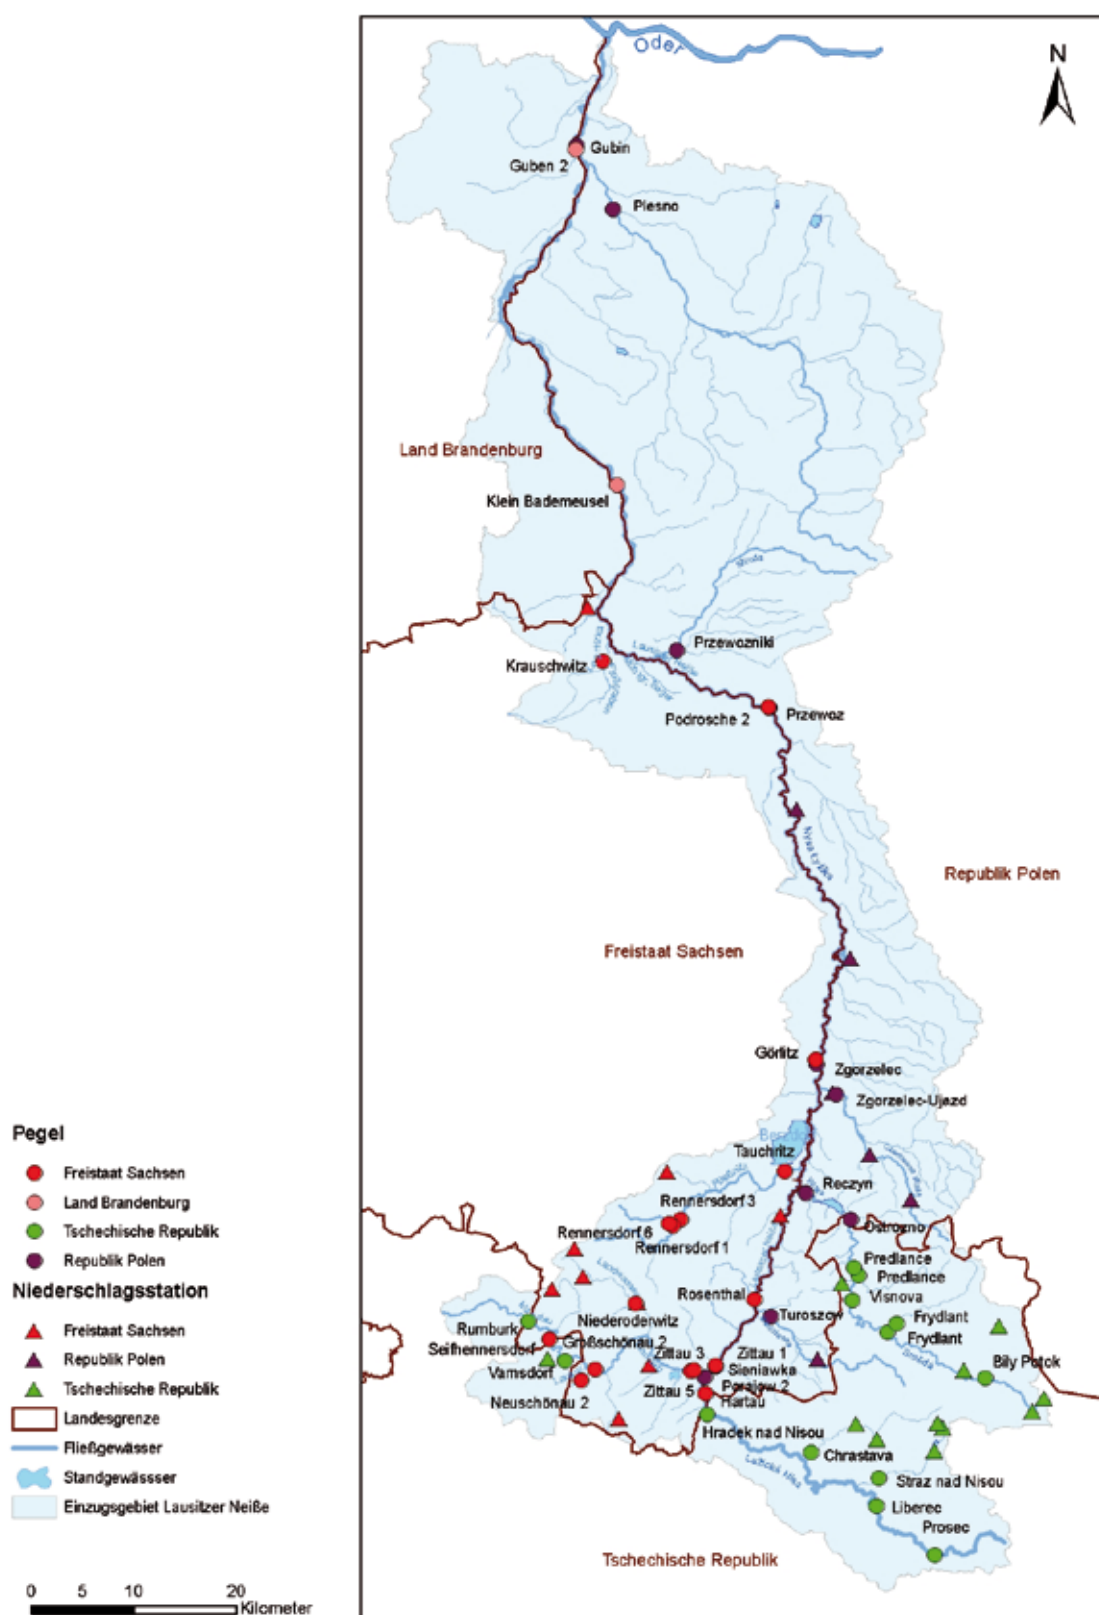 Oder
N
Gubin
Guben 2
Plesno
Land Brandenburg
Klein Bademeusel
Przewozniki
Krauschwitz
Podrosche 2
Przewoz
Republik Polen
Freistaat Sachsen
Görlitz
Zgorzelec
Zgorzelec-Ujazd
Tauchritz
Reczyn
Rennersdorf 3
Ostrozno
Rennersdorf 6
Rennersdorf 1
Predlance
Predlance
Visnova
Rosenthal
Turoszow
Frydlant
Frydlant
Niederoderwitz
Rumburk
Großschönau 2
Seifhennersdorf
Zittau 3
Zittau 1
Bily Potok
Varnsdorf
Sieniawka
Zittau 5
Porajow 2
Neuschönau 2
Hartau
Hradek nad Nisou
Chrastava
Straz nad Nisou
Liberec
Prosec
Tschechische Republik
Pegel
Freistaat Sachsen
Land Brandenburg
Tschechische Republik
Republik Polen
Niederschlagsstation
Freistaat Sachsen
Republik Polen
Tschechische Republik
Landesgrenze
Fließgewässer
Standgewässser
Einzugsgebiet Lausitzer Neiße
0 5 10 20
Kilometer